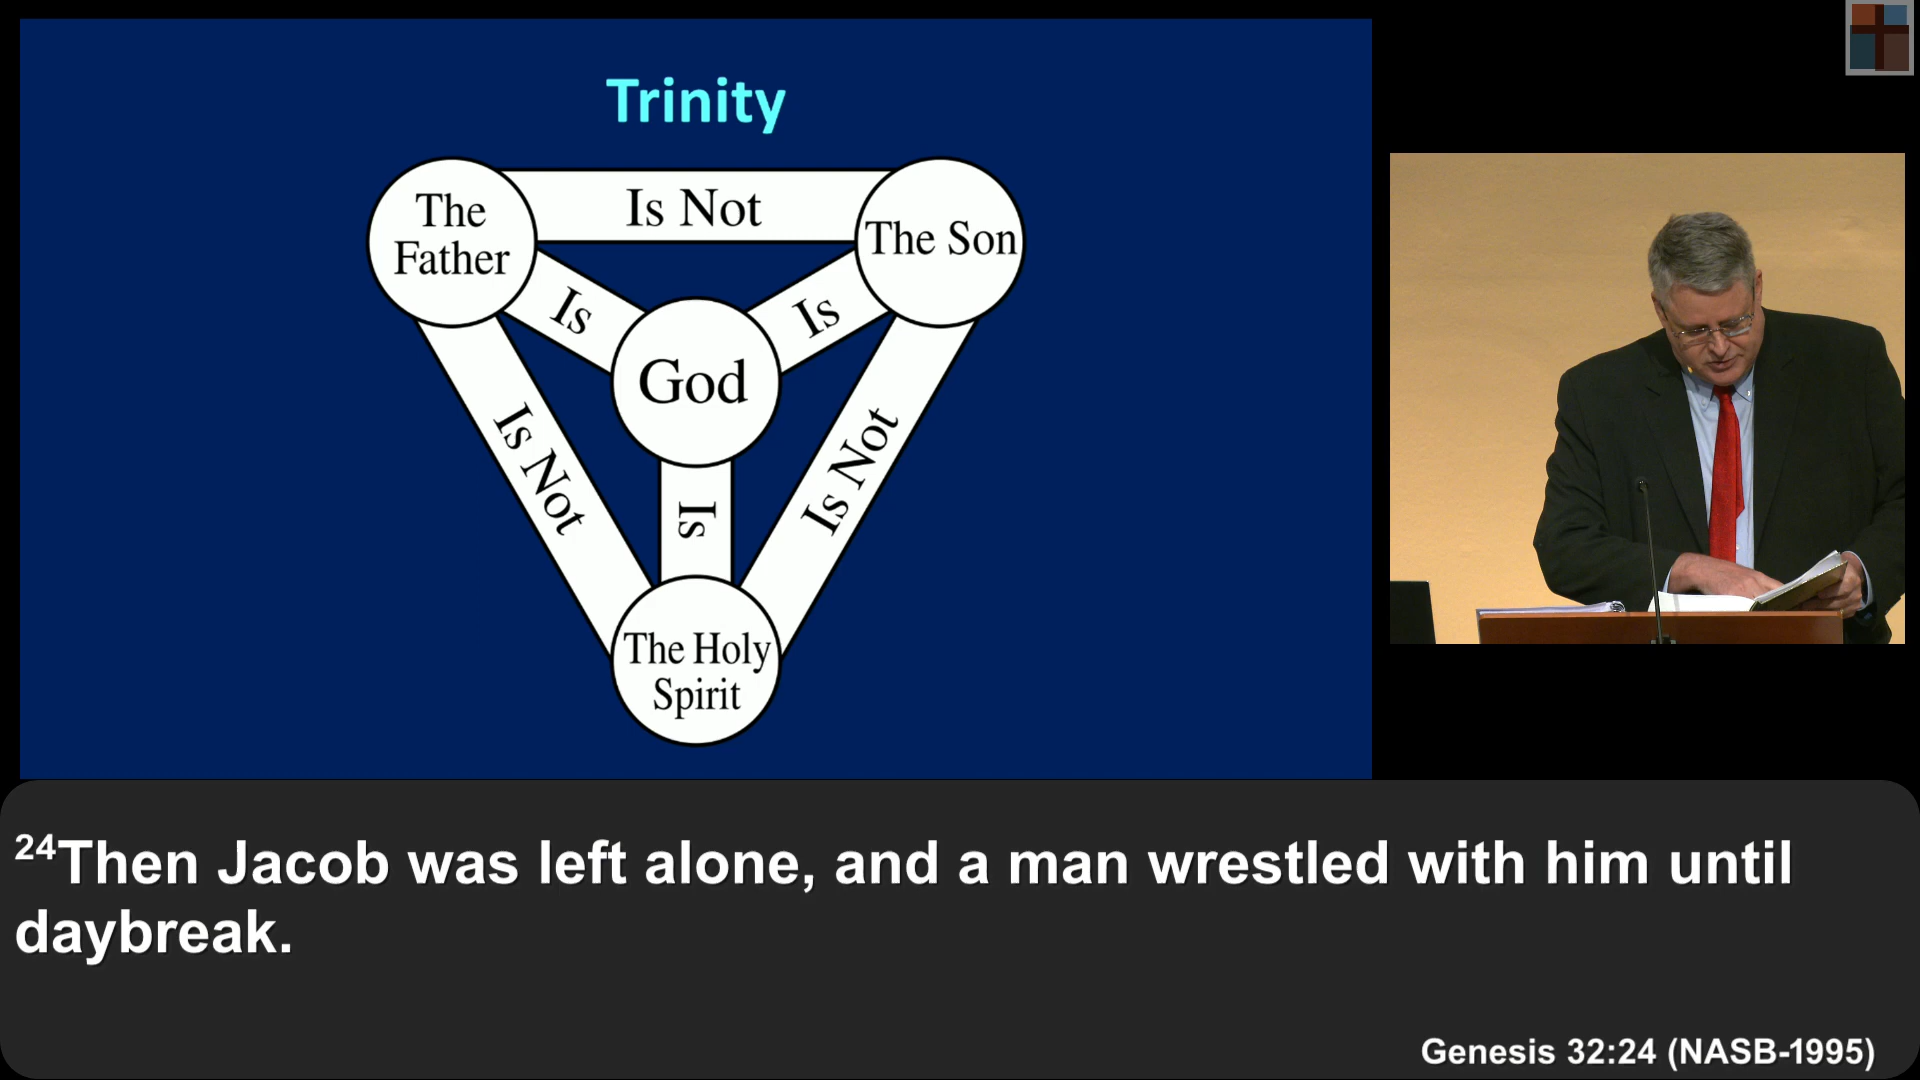 Trinity
The
Father
Is Not
The Son
Is
Is
God
Is Not
Is Not
Is
The Holy
Spirit
24Then Jacob was left alone, and a man wrestled with him until
daybreak.
Genesis 32:24 (NASB-1995)